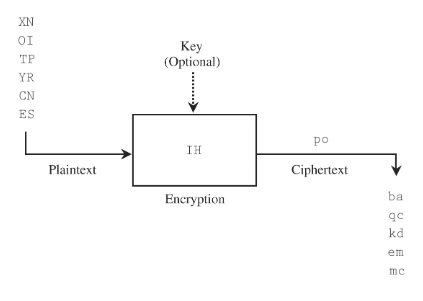 XN
OI
TP
YR
CN
ES
Key
(Optional)
IH
po
Plaintext
Ciphertext
Encryption
ba
qc
kd
em
mc